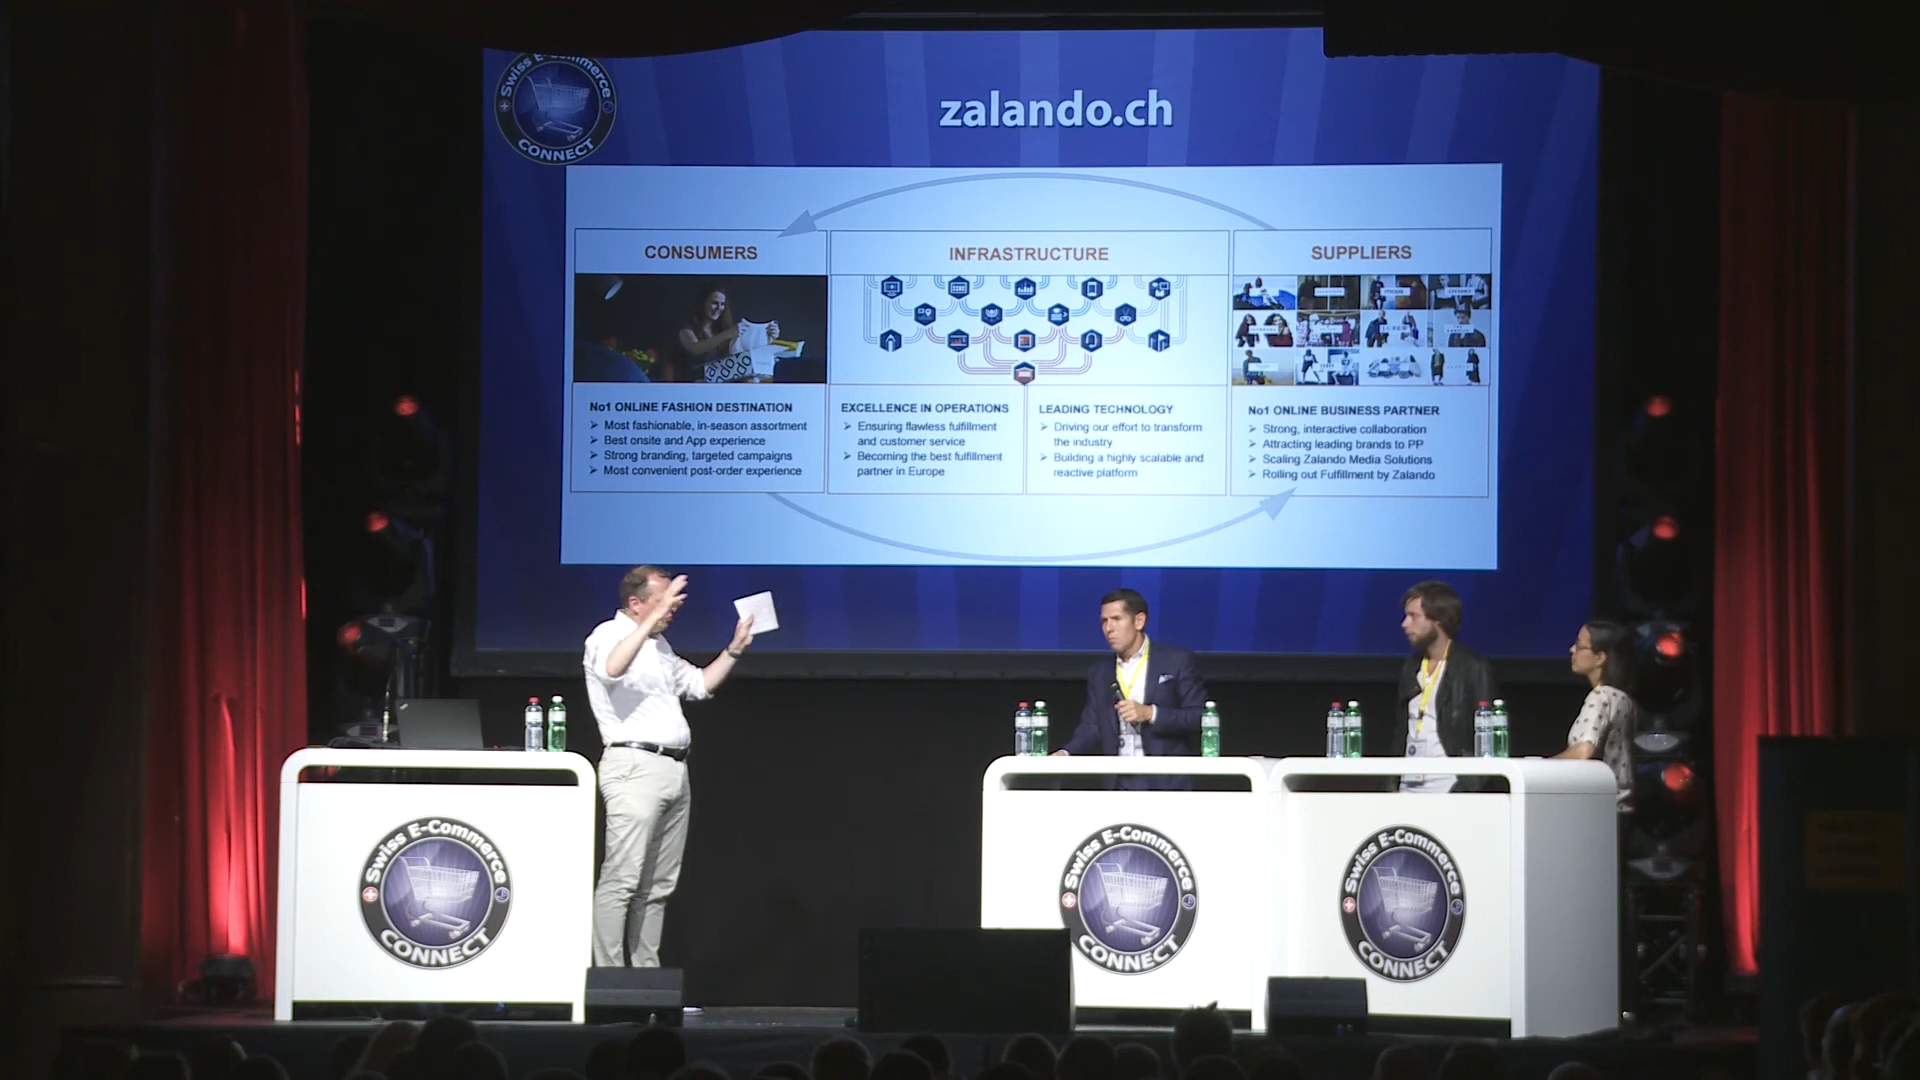 Swiss E-Commerce
CONNECT
zalando.ch
CONSUMERS
INFRASTRUCTURE
SUPPLIERS
No1 ONLINE FASHION DESTINATION
➢ Most fashionable, in-season assortment
➢ Best onsite and App experience
➢ Strong branding, targeted campaigns
➢ Most convenient post-order experience
EXCELLENCE IN OPERATIONS
➢ Ensuring flawless fulfillment
and customer service
➢ Becoming the best fulfillment
partner in Europe
LEADING TECHNOLOGY
➢ Driving our effort to transform
the industry
➢ Building a highly scalable and
reactive platform
No1 ONLINE BUSINESS PARTNER
➢ Strong, interactive collaboration
➢ Attracting leading brands to PP
➢ Scaling Zalando Media Solutions
➢ Rolling out Fulfillment by Zalando
Swiss E-Commerce
CONNECT
Swiss E-Commerce
CONNECT
Swiss E-Commerce
CONNECT